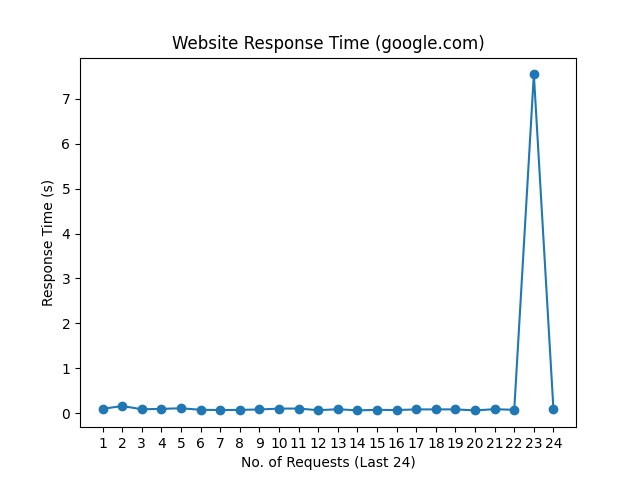 Website Response Time (google.com)
Response Time (s)
7
6
5
4
3
2
1
0
1 2 3 4 5 6 7 8 9 10 11 12 13 14 15 16 17 18 19 20 21 22 23 24
No. of Requests (Last 24)